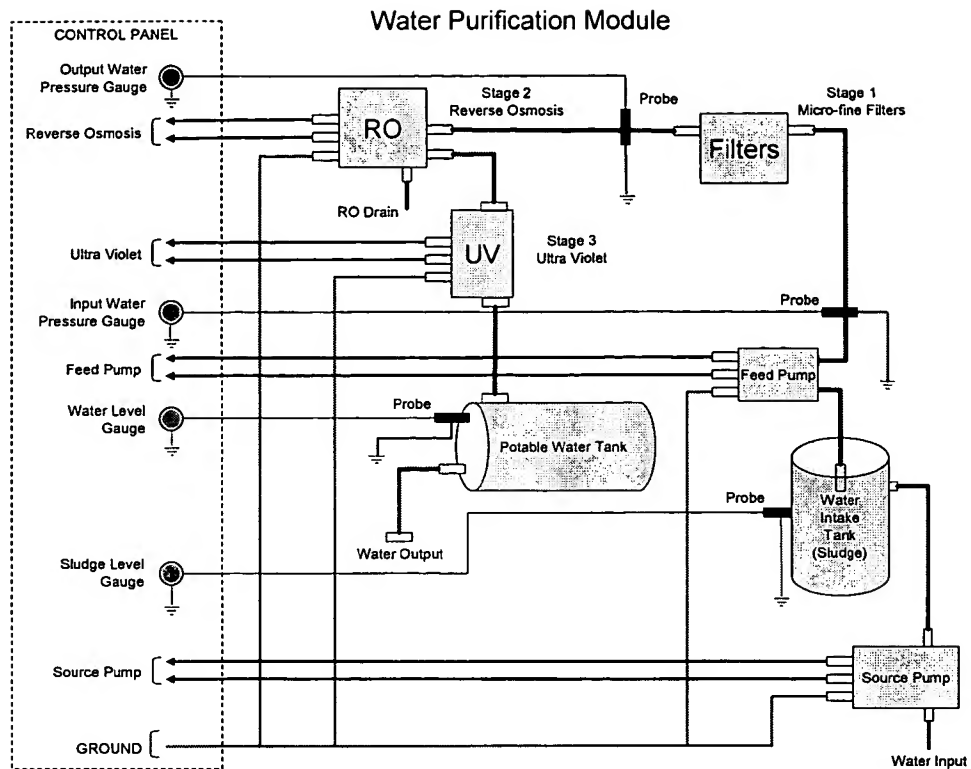 Water Purification Module
CONTROL PANEL
Output Water
Pressure Gauge
Reverse Osmosis
Ultra Violet
Input Water
Pressure Gauge
Feed Pump
Water Level
Gauge
Sludge Level
Gauge
Source Pump
GROUND
Stage 2
Reverse Osmosis
RO
RO Drain
Probe
Stage 1
Micro-fine Filters
Filters
UV
Stage 3
Ultra Violet
Probe
Feed Pump
Probe
Potable Water Tank
Water Output
Probe
Water
Intake
Tank
(Sludge)
Source Pump
Water Input